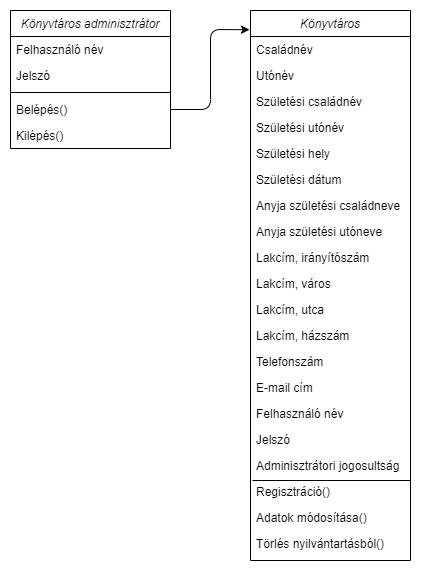 Könyvtáros adminisztrátor
Felhasználó név
Jelszó
Belépés()
Kilépés()
Könyvtáros
Családnév
Utónév
Születési családnév
Születési utónév
Születési hely
Születési dátum
Anyja születési családneve
Anyja születési utóneve
Lakcím, irányítószám
Lakcím, város
Lakcím, utca
Lakcím, házszám
Telefonszám
E-mail cím
Felhasználó név
Jelszó
Adminisztrátori jogosultság
Regisztráció()
Adatok módosítása()
Törlés nyilvántartásból()